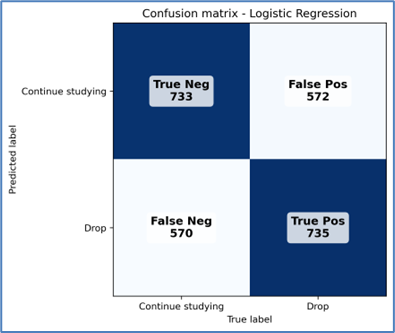 Confusion matrix - Logistic Regression
Predicted label
Continue studying
True Neg
733
False Pos
572
Drop
False Neg
570
True Pos
735
Continue studying
Drop
True label